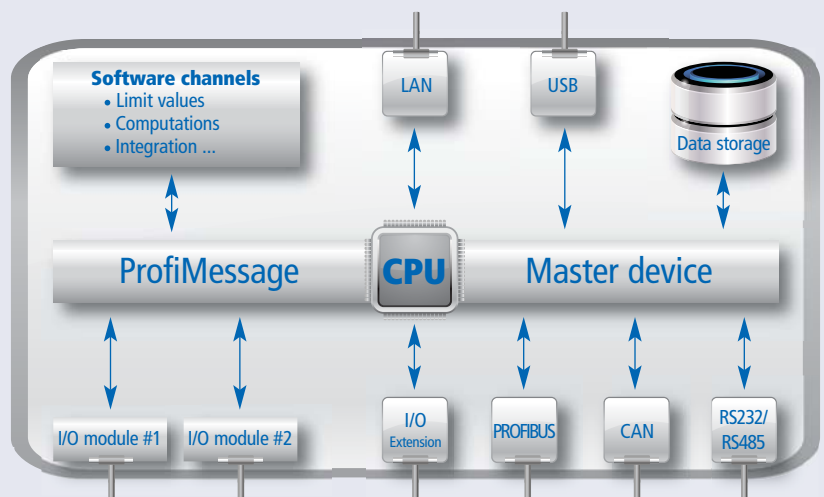 Software channels
• Limit values
• Computations
• Integration ...
LAN
USB
Data storage
ProfiMessage
CPU
Master device
I/O module #1
I/O module #2
I/O
Extension
PROFIBUS
CAN
RS232/
RS485